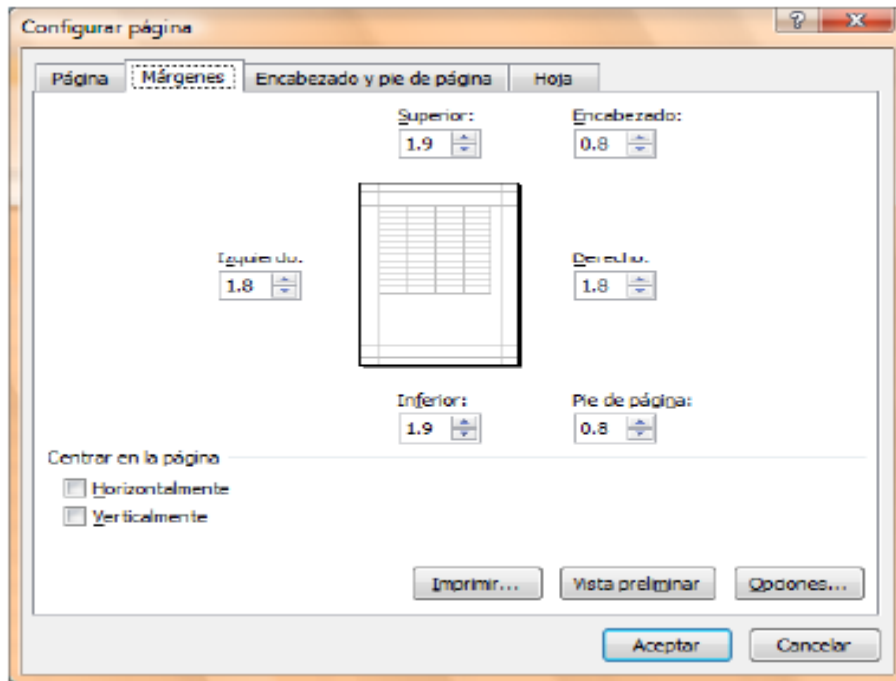 Configurar página
Página Márgenes Encabezado y pie de página Hoja
Superior: Encabezado:
1.9 0.8
Izquierdo: Derecho:
1.8 1.8
Inferior: Pie de página:
1.9 0.8
Centrar en la página
Horizontalmente
Verticalmente
Imprimir... Vista preliminar Opciones...
Aceptar Cancelar